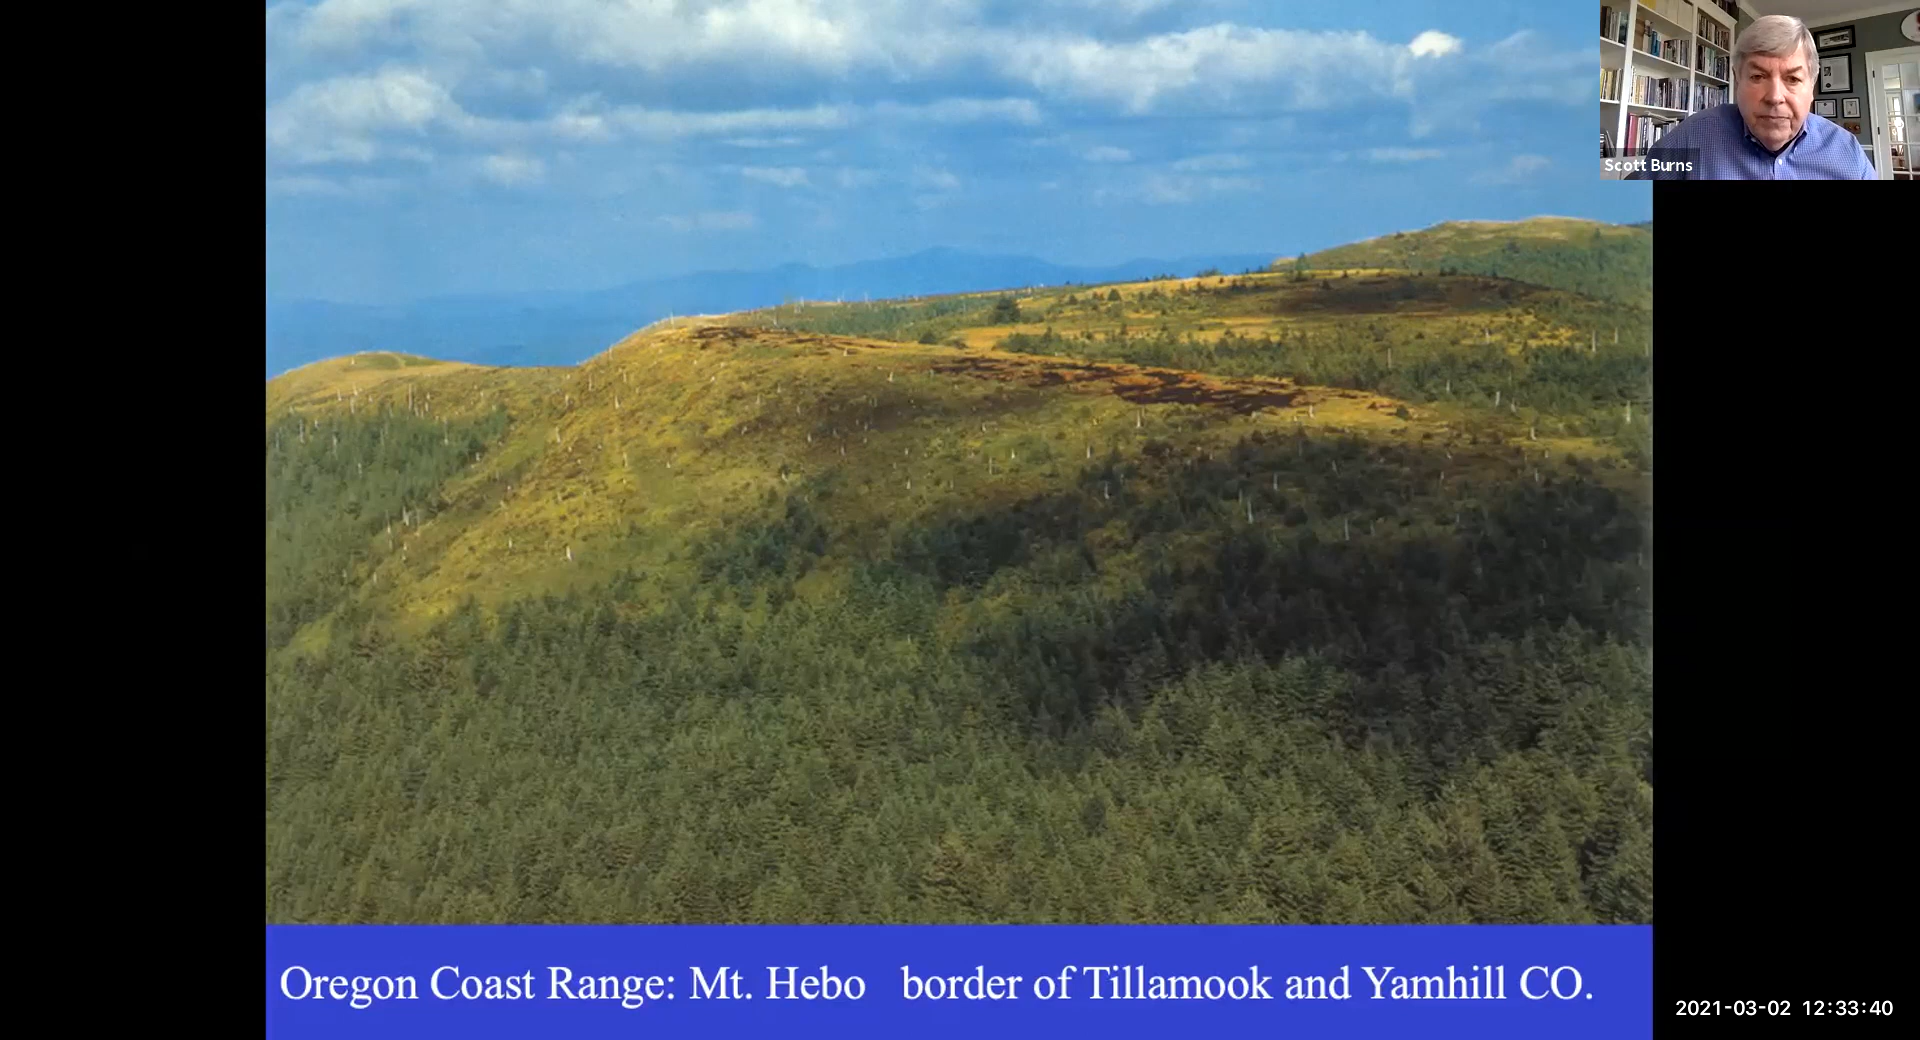 Scott Burns
Oregon Coast Range: Mt. Hebo   border of Tillamook and Yamhill CO.
2021-03-02 12:33:40